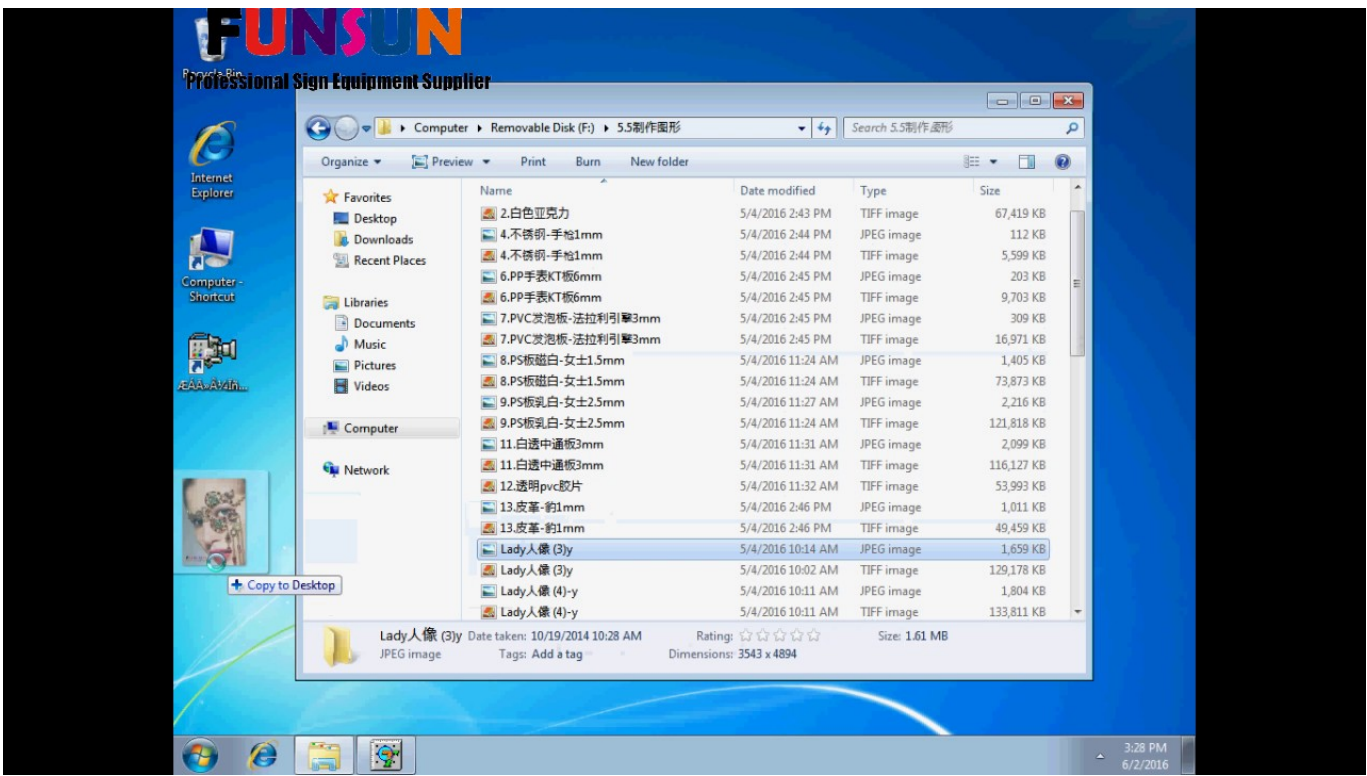 FUNSUN
Recycle Bin
Professional Sign Equipment Supplier
Computer Removable Disk (F:) 5.5制作图形
Search 5.5制作图形
Organize Preview Print Burn New folder
Internet
Explorer
Computer -
Shortcut
Favorites
Desktop
Downloads
Recent Places
Libraries
Documents
Music
Pictures
Videos
Computer
Network
Name Date modified Type Size
2.白色亚克力 5/4/2016 2:43 PM TIFF image 67,419 KB
4.不锈钢-手枪1mm 5/4/2016 2:44 PM JPEG image 112 KB
4.不锈钢-手枪1mm 5/4/2016 2:44 PM TIFF image 5,599 KB
6.PP手表KT板6mm 5/4/2016 2:45 PM JPEG image 203 KB
6.PP手表KT板6mm 5/4/2016 2:45 PM TIFF image 9,703 KB
7.PVC发泡板-法拉利引擎3mm 5/4/2016 2:45 PM JPEG image 309 KB
7.PVC发泡板-法拉利引擎3mm 5/4/2016 2:45 PM TIFF image 16,971 KB
8.PS板磁白-女士1.5mm 5/4/2016 11:24 AM JPEG image 1,405 KB
8.PS板磁白-女士1.5mm 5/4/2016 11:24 AM TIFF image 73,873 KB
9.PS板乳白-女士2.5mm 5/4/2016 11:27 AM JPEG image 2,216 KB
9.PS板乳白-女士2.5mm 5/4/2016 11:24 AM TIFF image 121,818 KB
11.白透中通板3mm 5/4/2016 11:31 AM JPEG image 2,099 KB
11.白透中通板3mm 5/4/2016 11:31 AM TIFF image 116,127 KB
12.透明pvc胶片 5/4/2016 11:32 AM TIFF image 53,993 KB
13.皮革-豹1mm 5/4/2016 2:46 PM JPEG image 1,011 KB
13.皮革-豹1mm 5/4/2016 2:46 PM TIFF image 49,459 KB
Lady人像 (3)y 5/4/2016 10:14 AM JPEG image 1,659 KB
Lady人像 (3)y 5/4/2016 10:02 AM TIFF image 129,178 KB
Lady人像 (4)-y 5/4/2016 10:11 AM JPEG image 1,804 KB
Lady人像 (4)-y 5/4/2016 10:11 AM TIFF image 133,811 KB
Copy to Desktop
Lady人像 (3)y Date taken: 10/19/2014 10:28 AM Rating: Size: 1.61 MB
JPEG image Tags: Add a tag Dimensions: 3543 x 4894
3:28 PM
6/2/2016